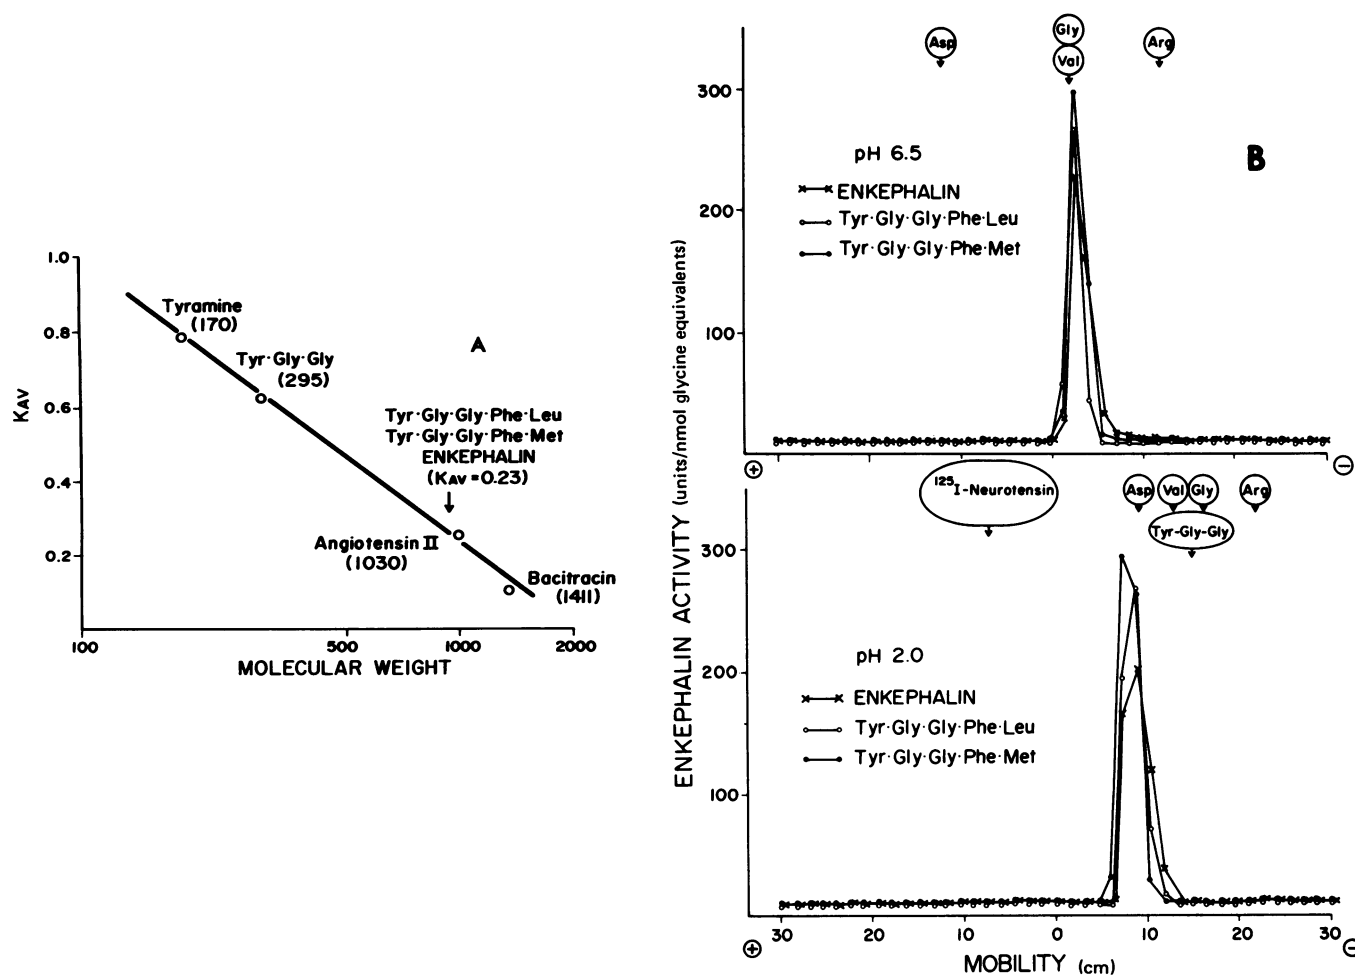 A
1.0
0.8
0.6
0.4
0.2
KAV
Tyramine
(170)
Tyr·Gly·Gly
(295)
Tyr·Gly·Gly·Phe·Leu
Tyr·Gly·Gly·Phe·Met
ENKEPHALIN
(KAV=0.23)
Angiotensin II
(1030)
Bacitracin
(1411)
100
500
1000
2000
MOLECULAR WEIGHT
B
ENKEPHALIN ACTIVITY (units/nmol glycine equivalents)
Asp
Gly
Val
Arg
300
200
100
pH 6.5
ENKEPHALIN
Tyr·Gly·Gly·Phe·Leu
Tyr·Gly·Gly·Phe·Met
+
−
¹²⁵I-Neurotensin
Asp
Val
Gly
Arg
Tyr-Gly-Gly
300
200
100
pH 2.0
ENKEPHALIN
Tyr·Gly·Gly·Phe·Leu
Tyr·Gly·Gly·Phe·Met
30
20
10
0
10
20
30
+
−
MOBILITY (cm)